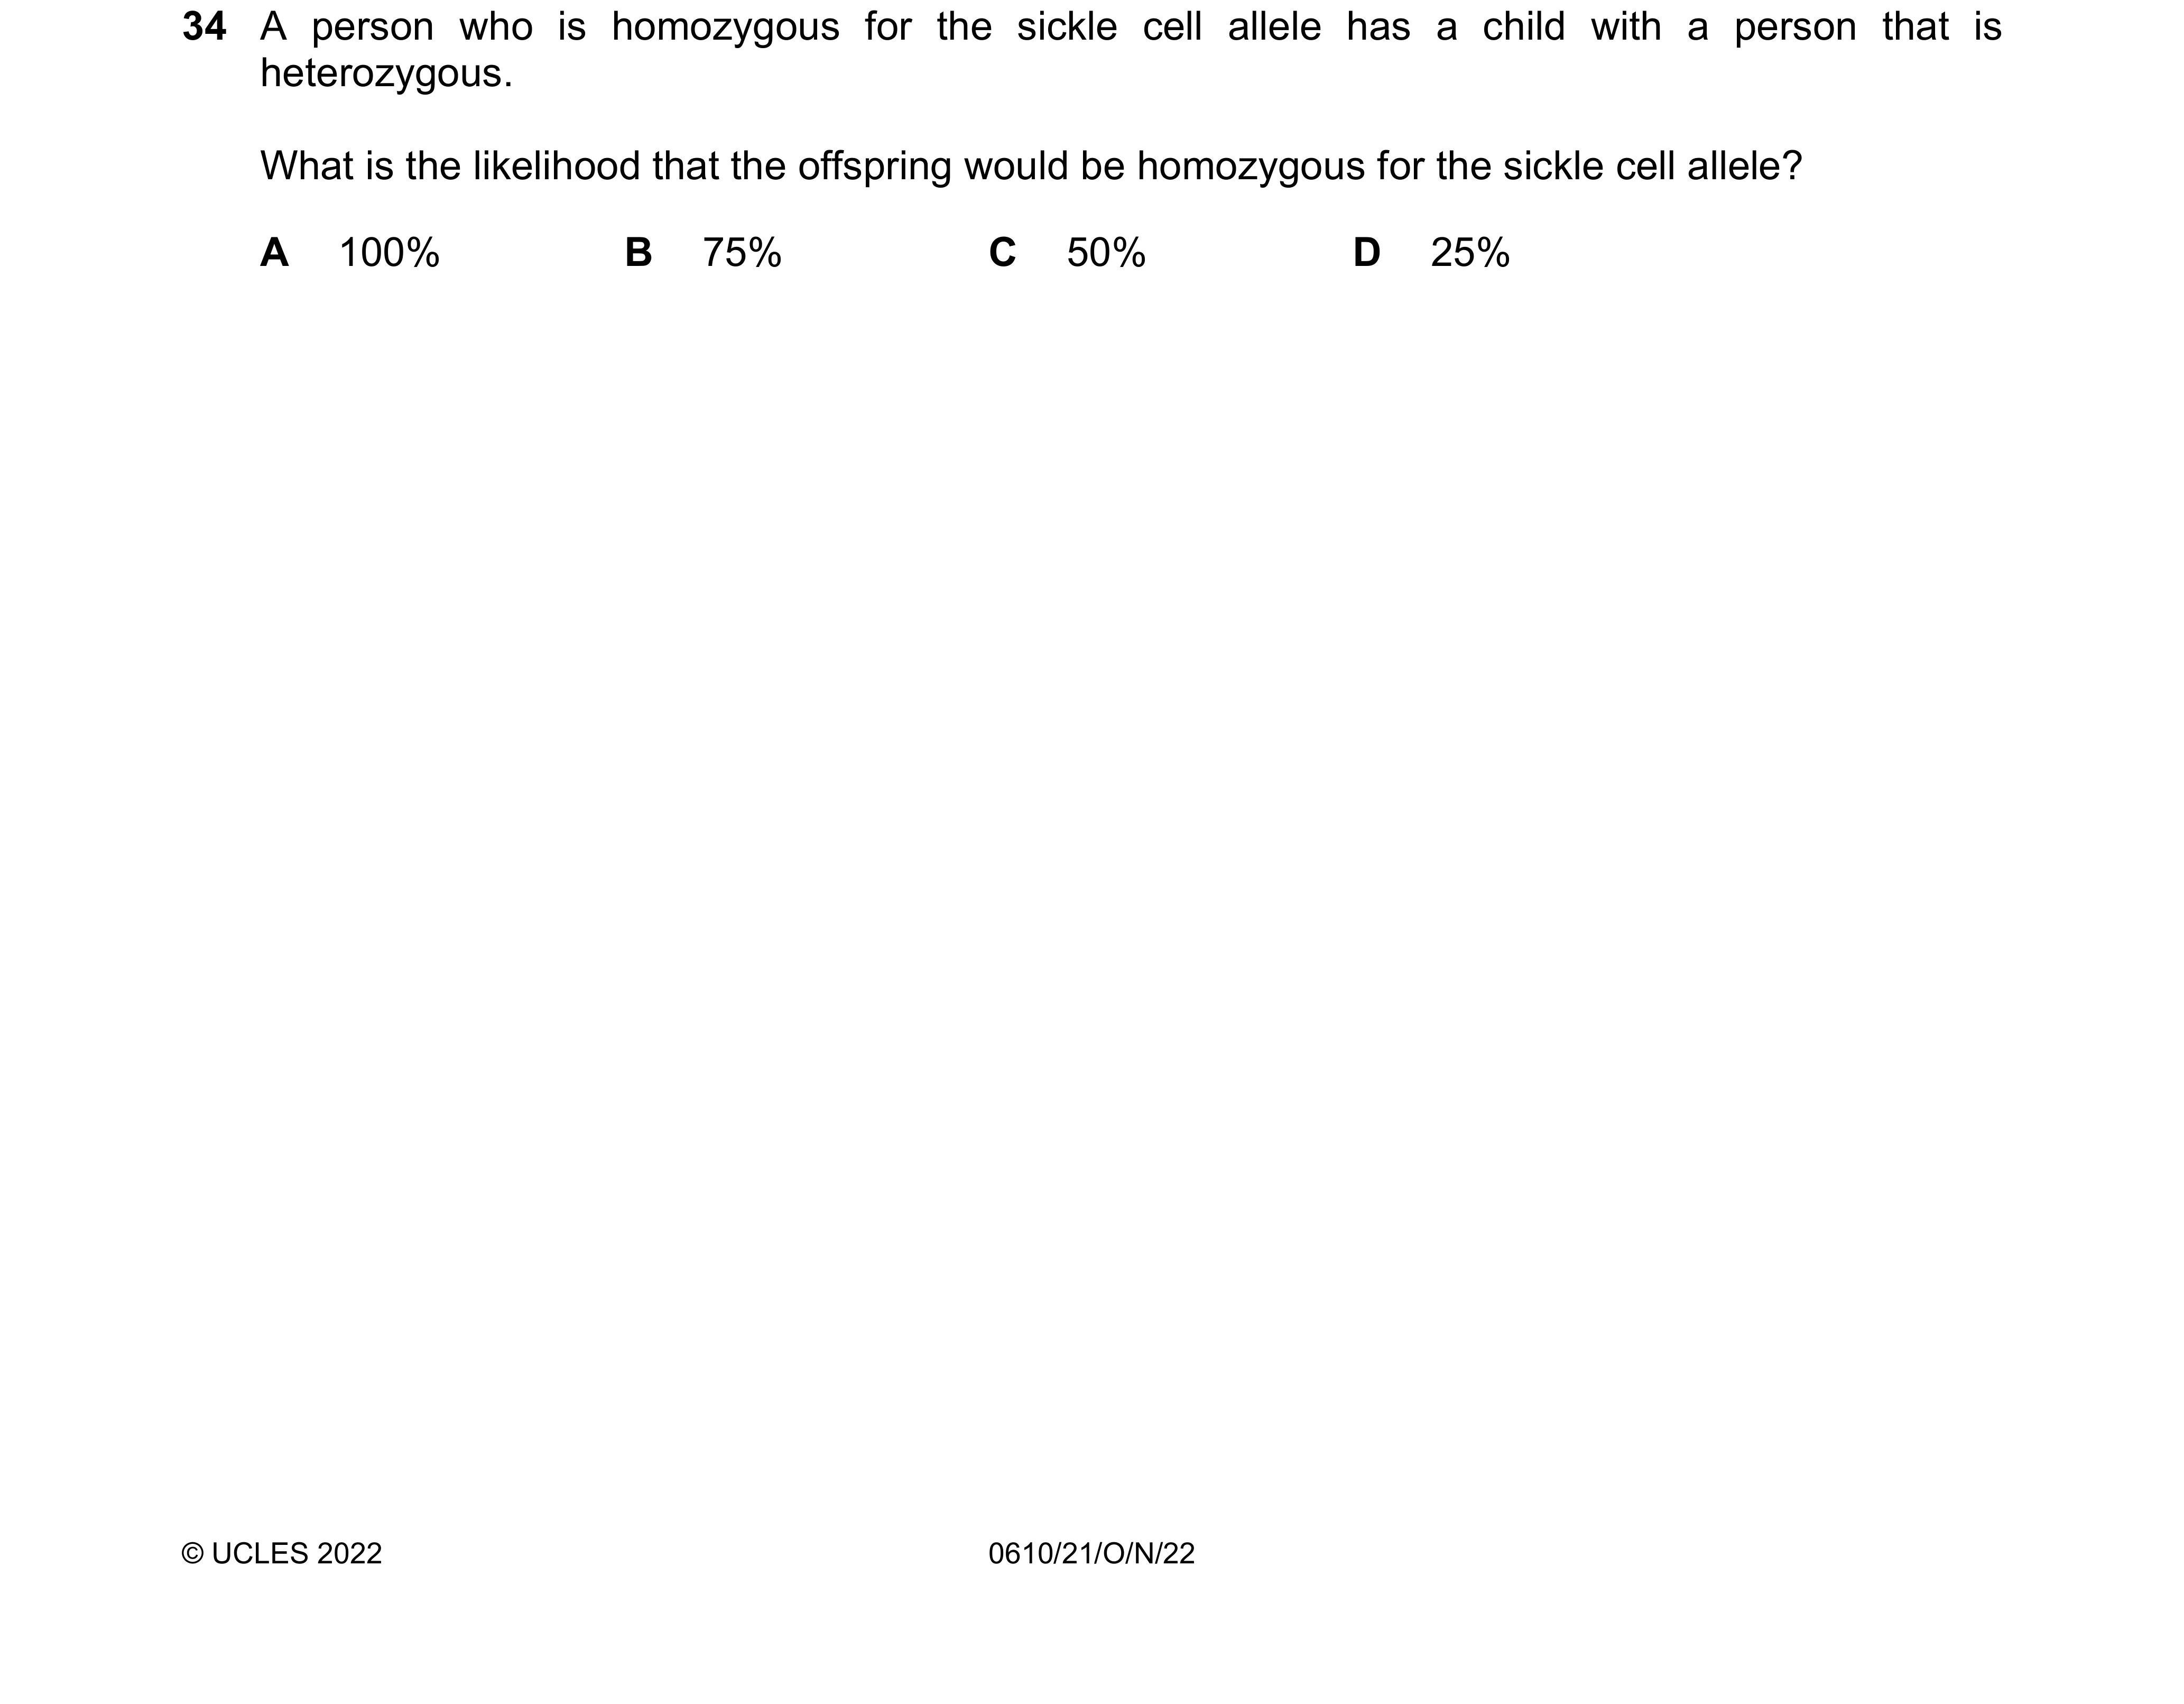 34 A person who is homozygous for the sickle cell allele has a child with a person that is
heterozygous.
What is the likelihood that the offspring would be homozygous for the sickle cell allele?
A 100% B 75% C 50% D 25%
© UCLES 2022 0610/21/O/N/22